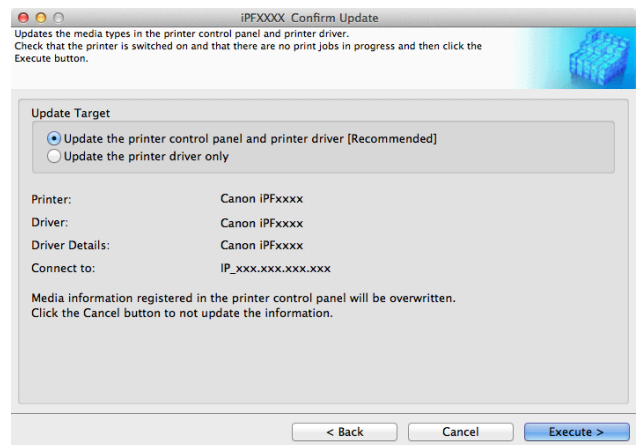 iPFXXXX Confirm Update
Updates the media types in the printer control panel and printer driver.
Check that the printer is switched on and that there are no print jobs in progress and then click the
Execute button.
Update Target
Update the printer control panel and printer driver [Recommended]
Update the printer driver only
Printer: Canon iPFxxxx
Driver: Canon iPFxxxx
Driver Details: Canon iPFxxxx
Connect to: IP_xxx.xxx.xxx.xxx
Media information registered in the printer control panel will be overwritten.
Click the Cancel button to not update the information.
< Back Cancel Execute >